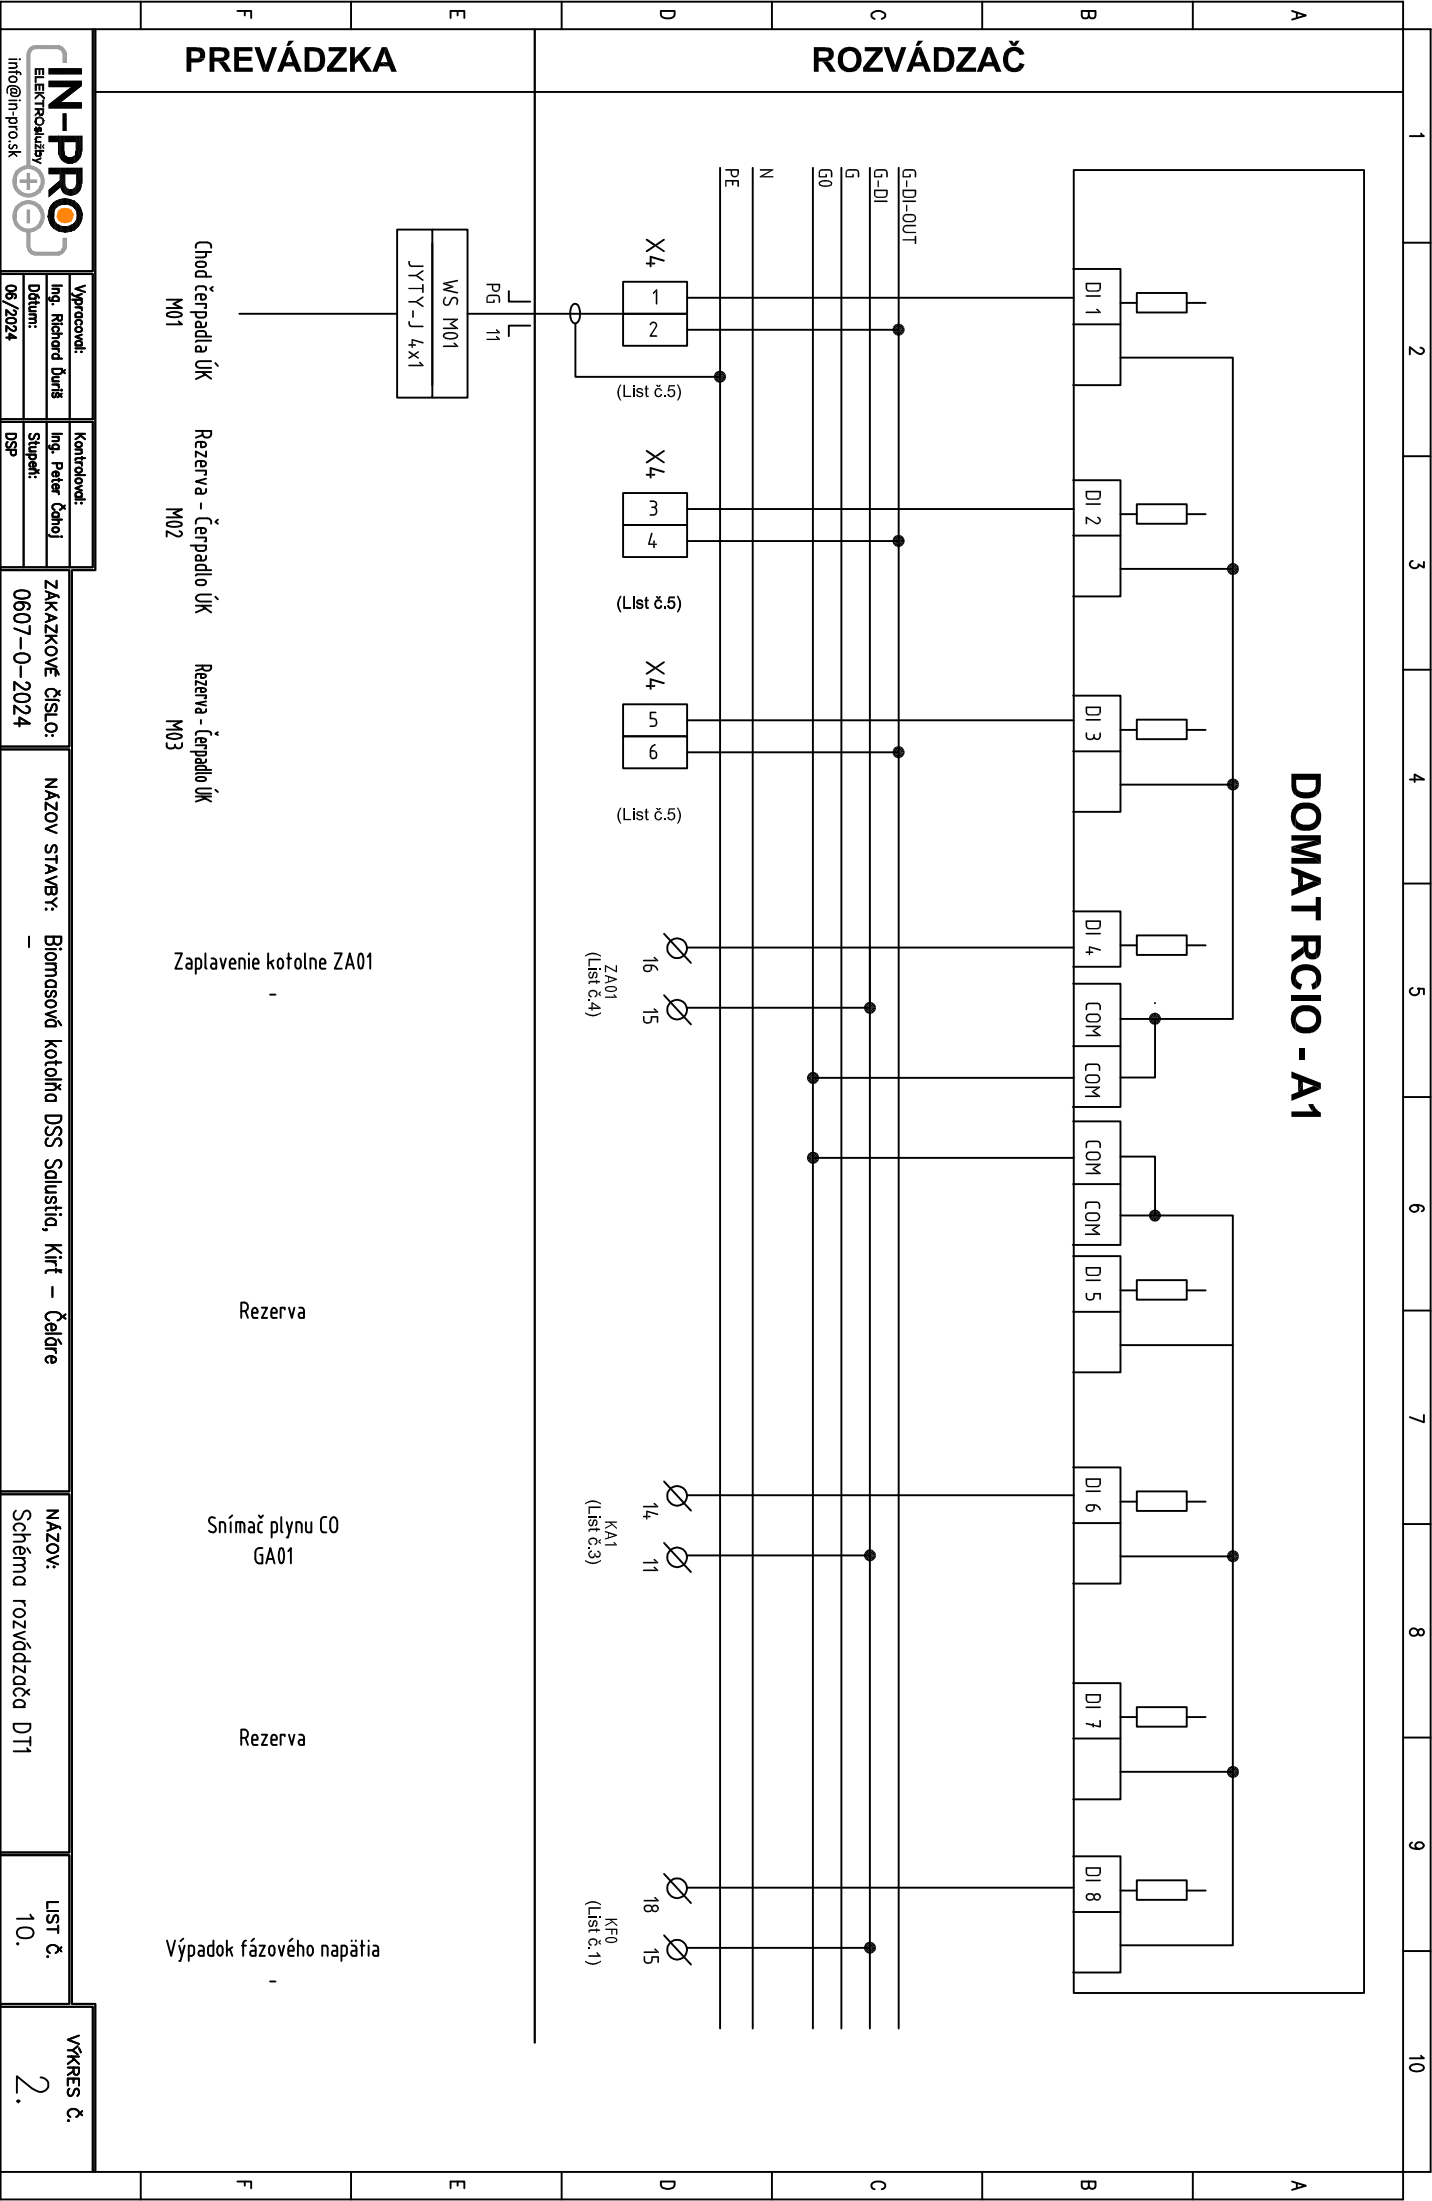 F
E
D
C
B
A
PREVÁDZKA
ROZVÁDZAČ
1
2
3
4
5
6
7
8
9
10
DOMAT RCIO - A1
DI 1
DI 2
DI 3
DI 4
COM
COM
COM
COM
DI 5
DI 6
DI 7
DI 8
G-DI-OUT
G-DI
G
G0
N
PE
X4
1
2
(List č.5)
X4
3
4
(List č.5)
X4
5
6
(List č.5)
16
15
ZA01
(List č.4)
14
11
KA1
(List č.3)
18
15
KF0
(List č.1)
PG 11
WS M01
JYTY-J 4x1
Chod čerpadla ÚK
M01
Rezerva - Čerpadlo ÚK
M02
Rezerva - Čerpadlo ÚK
M03
Zaplavenie kotolne ZA01
-
Rezerva
Snímač plynu CO
GA01
Rezerva
Výpadok fázového napätia
-
IN-PRO
ELEKTROslužby
info@in-pro.sk
Vypracoval:
Ing. Richard Ďuriš
Dátum:
06/2024
Kontroloval:
Ing. Peter Čahoj
Stupeň:
DSP
ZÁKAZKOVÉ ČÍSLO:
0607-0-2024
NÁZOV STAVBY: Biomasová kotolňa DSS Salustia, Kirť - Čeláre
-
NÁZOV:
Schéma rozvádzača DT1
LIST Č.
10.
VÝKRES Č.
2.
F
E
D
C
B
A